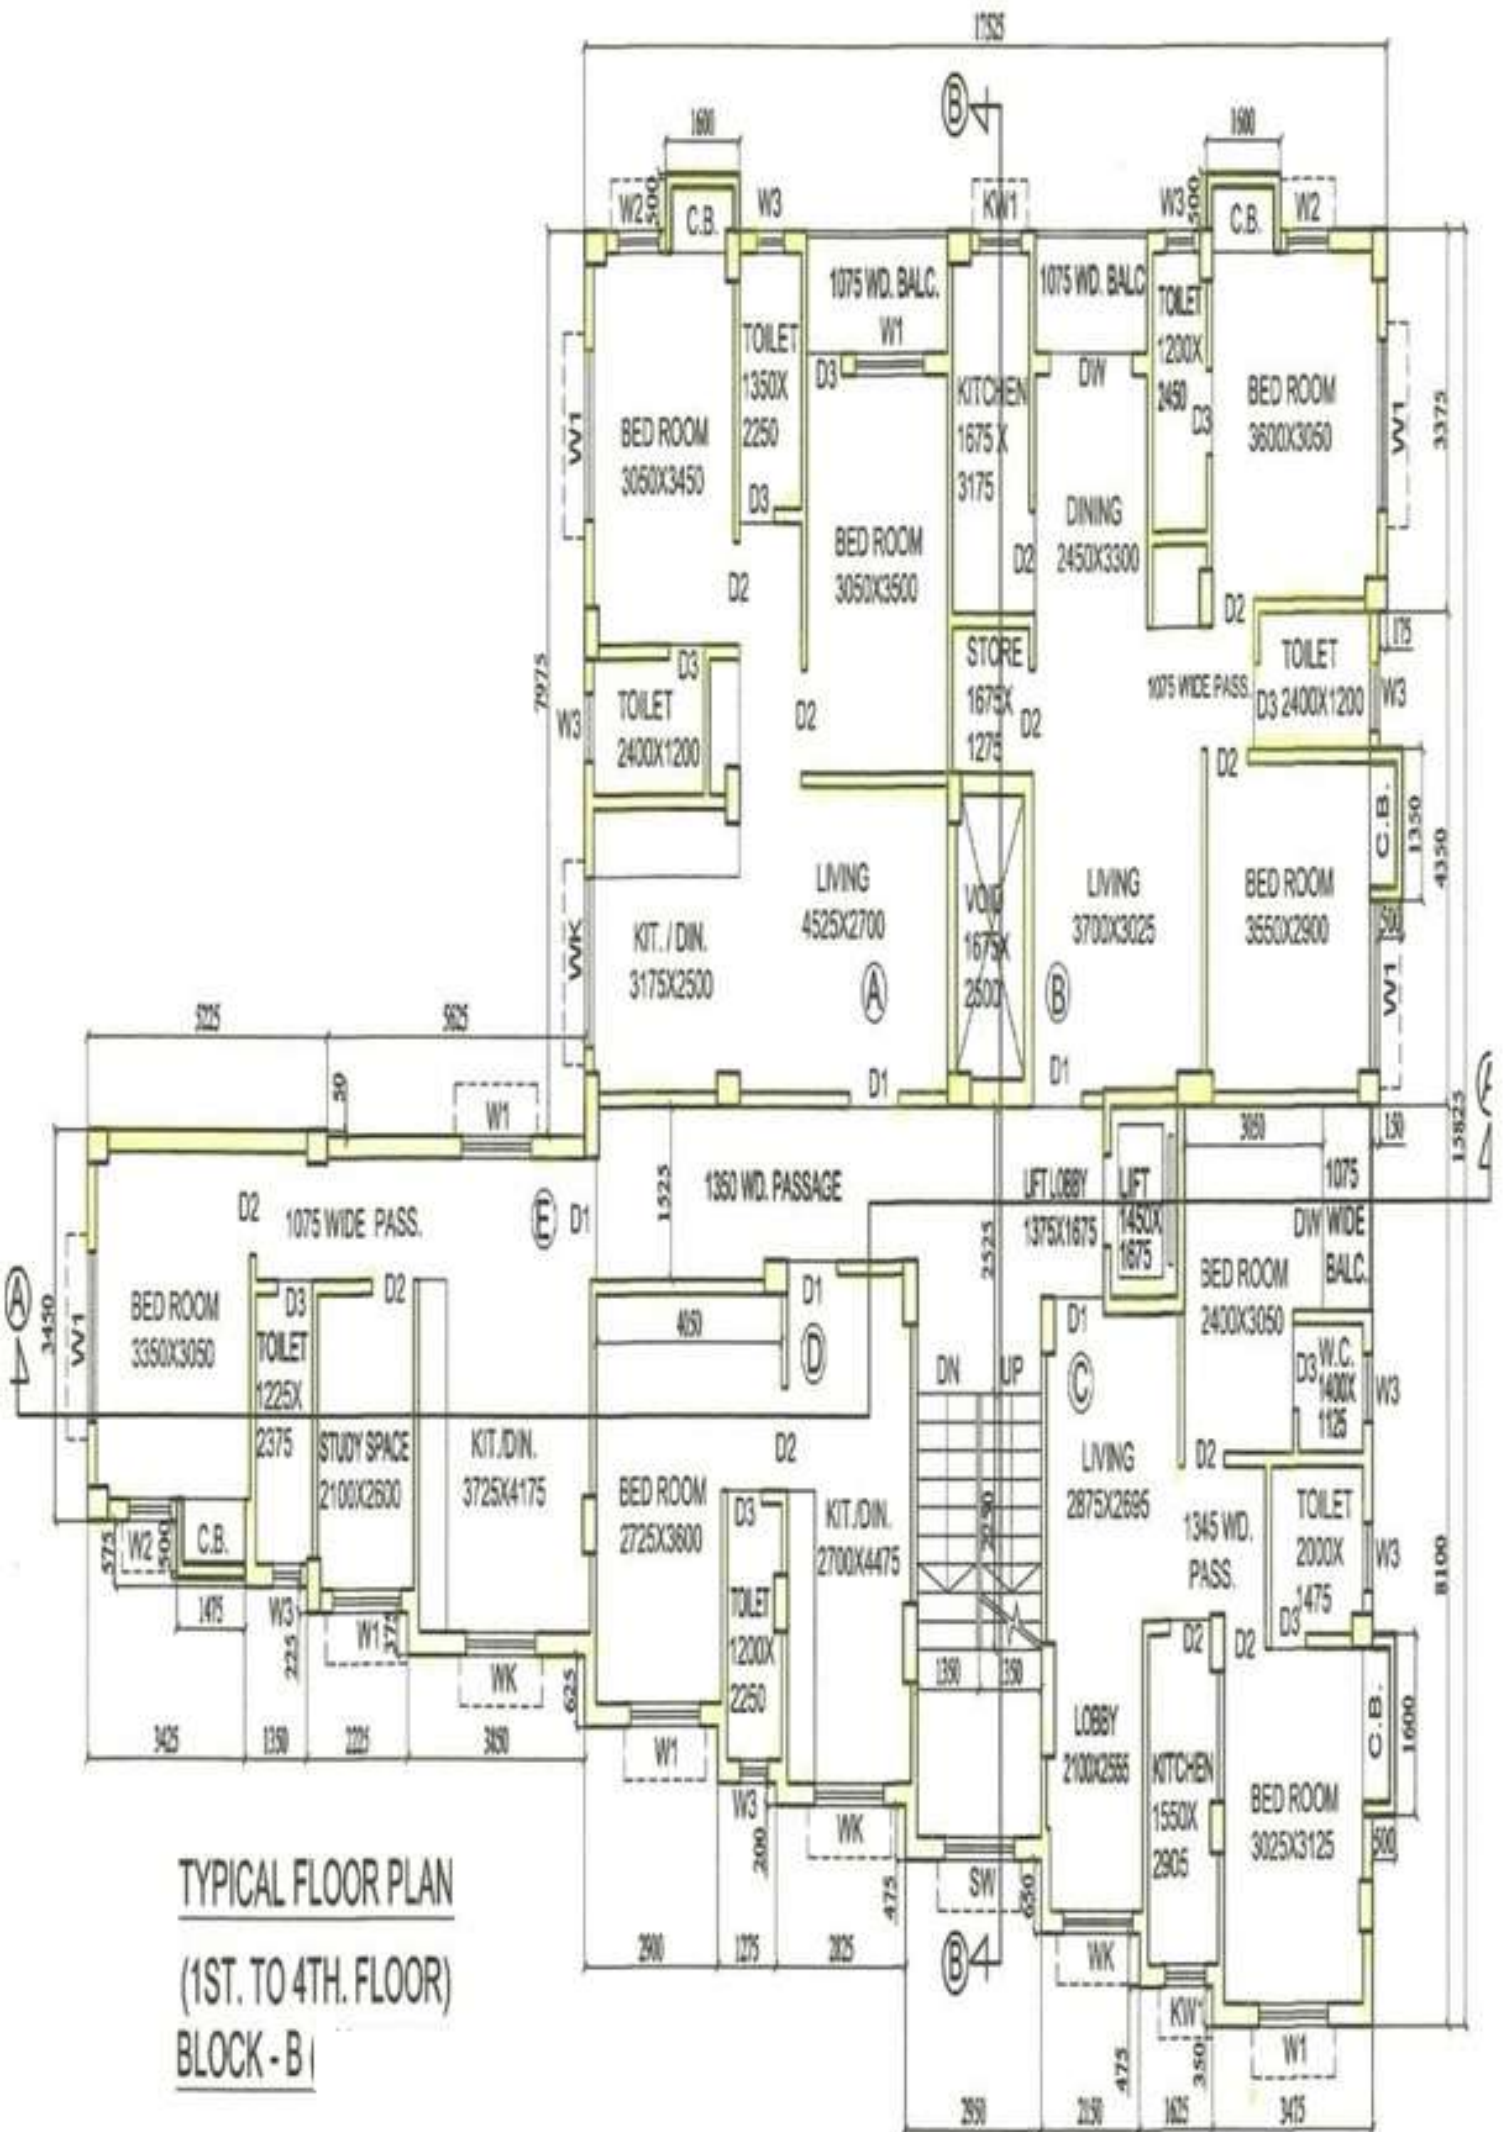 17525
B
1600
1600
W2
500
C.B.
W3
KW1
W3
500
C.B.
W2
1075 WD. BALC.
W1
1075 WD. BALC
TOILET
1350X
2250
D3
TOILET
1200X
2450
D3
D3
DW
KITCHEN
1675 X
3175
W1
BED ROOM
3050X3450
BED ROOM
3600X3050
W1
3375
DINING
2450X3300
BED ROOM
3050X3500
D2
D2
D2
175
7975
D3
TOILET
2400X1200
W3
D2
STORE
1675X
1275
D2
1075 WIDE PASS.
TOILET
D3 2400X1200
W3
D2
C.B.
1350
4350
LIVING
4525X2700
VOID
1675X
2500
LIVING
3700X3025
BED ROOM
3550X2900
500
WK
KIT. / DIN.
3175X2500
A
B
W1
5225
5625
D1
D1
50
W1
3050
150
15825
1525
1350 WD. PASSAGE
LIFT LOBBY
1375X1675
LIFT
1450X
1675
1075
WIDE
BALC.
DW
D2
1075 WIDE PASS.
E
D1
2525
BED ROOM
2400X3050
A
3450
W1
BED ROOM
3350X3050
D3
TOILET
1225X
2375
D2
D1
4050
D
D1
C
D3
W.C.
1400X
1125
W3
DN
UP
STUDY SPACE
2100X2600
KIT./DIN.
3725X4175
D2
LIVING
2875X2695
D2
BED ROOM
2725X3600
D3
KIT./DIN.
2700X4475
1345 WD.
PASS.
TOILET
2000X
1475
W3
8100
575
W2
500
C.B.
1475
W3
225
W1
375
WK
625
TOILET
1200X
2250
1350
1350
D2
D2
D3
3425
1350
2225
3050
W1
W3
200
WK
475
LOBBY
2100X2555
KITCHEN
1550X
2905
BED ROOM
3025X3125
C.B.
1600
500
SW
650
TYPICAL FLOOR PLAN
(1ST. TO 4TH. FLOOR)
BLOCK - B
2900
1275
2825
B
WK
475
KW1
350
W1
2950
2150
1625
3475